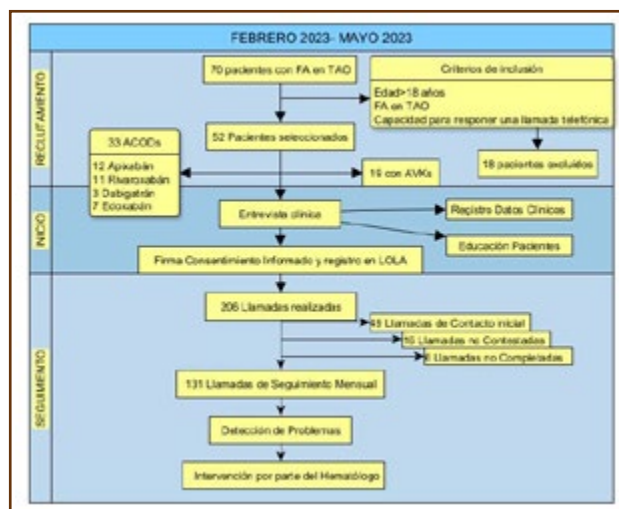 FEBRERO 2023- MAYO 2023
RECLUTAMIENTO
70 pacientes con FA en TAO
Criterios de inclusión
Edad>18 años
FA en TAO
Capacidad para responer una llamada telefónica
33 ACODs
12 Apixabán
11 Rivaroxabán
3 Dabigatrán
7 Edoxabán
52 Pacientes seleccionados
18 pacientes excluidos
19 con AVKs
INICIO
Entrevista clínica
Registro Datos Clínicos
Educación Pacientes
Firma Consentimiento Informado y registro en LOLA
SEGUIMIENTO
206 Llamadas realizadas
Llamadas de Contacto inicial
16 Llamadas no Contestadas
Llamadas no Completadas
131 Llamadas de Seguimiento Mensual
Detección de Problemas
Intervención por parte del Hematólogo